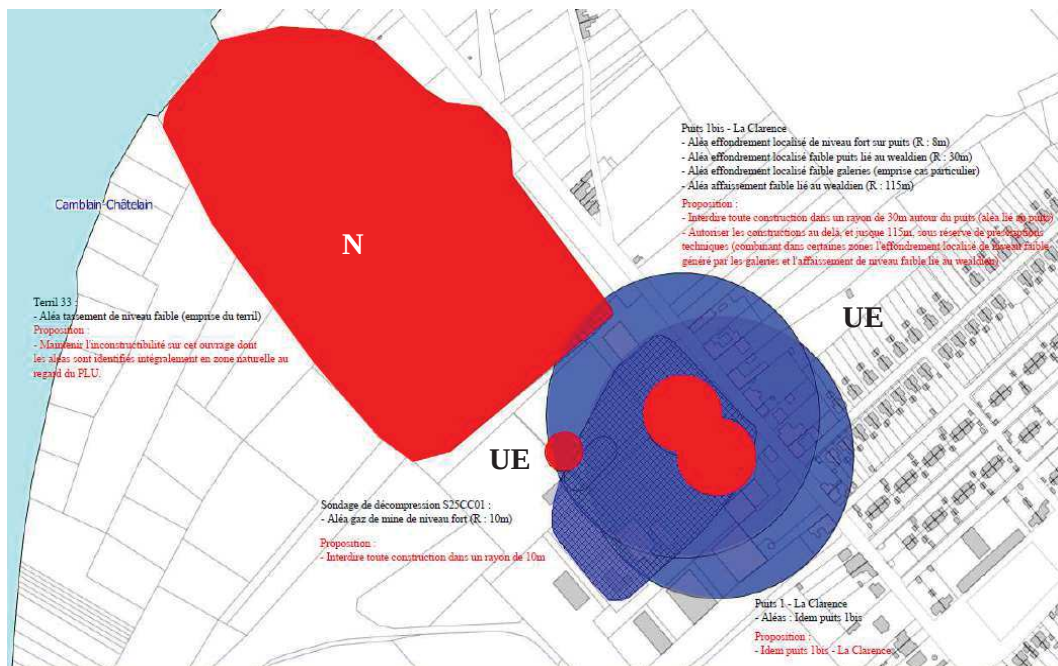 Puits 1bis - La Clarence
- Aléa effondrement localisé de niveau fort sur puits (R : 8m)
- Aléa effondrement localisé faible puits lié au wealdien (R : 30m)
- Aléa effondrement localisé faible galeries (emprise cas particulier)
- Aléa affaissement faible lié au wealdien (R : 115m)
Proposition :
- Interdire toute construction dans un rayon de 30m autour du puits (aléa lié au puits)
- Autoriser les constructions au delà, et jusque 115m, sous réserve de prescriptions
techniques (combinant dans certaines zones l'effondrement localisé de niveau faible
généré par les galeries et l'affaissement de niveau faible lié au wealdien)
Camblain Châtelain
N
Terril 33 :
- Aléa tassement de niveau faible (emprise du terril)
Proposition :
- Maintenir l'inconstructibilité sur cet ouvrage dont
les aléas sont identifiés intégralement en zone naturelle au
regard du PLU.
UE
UE
Sondage de décompression S25CC01 :
- Aléa gaz de mine de niveau fort (R : 10m)
Proposition :
- Interdire toute construction dans un rayon de 10m
Puits 1 - La Clarence
- Aléas : Idem puits 1bis
Proposition :
- Idem puits 1bis - La Clarence